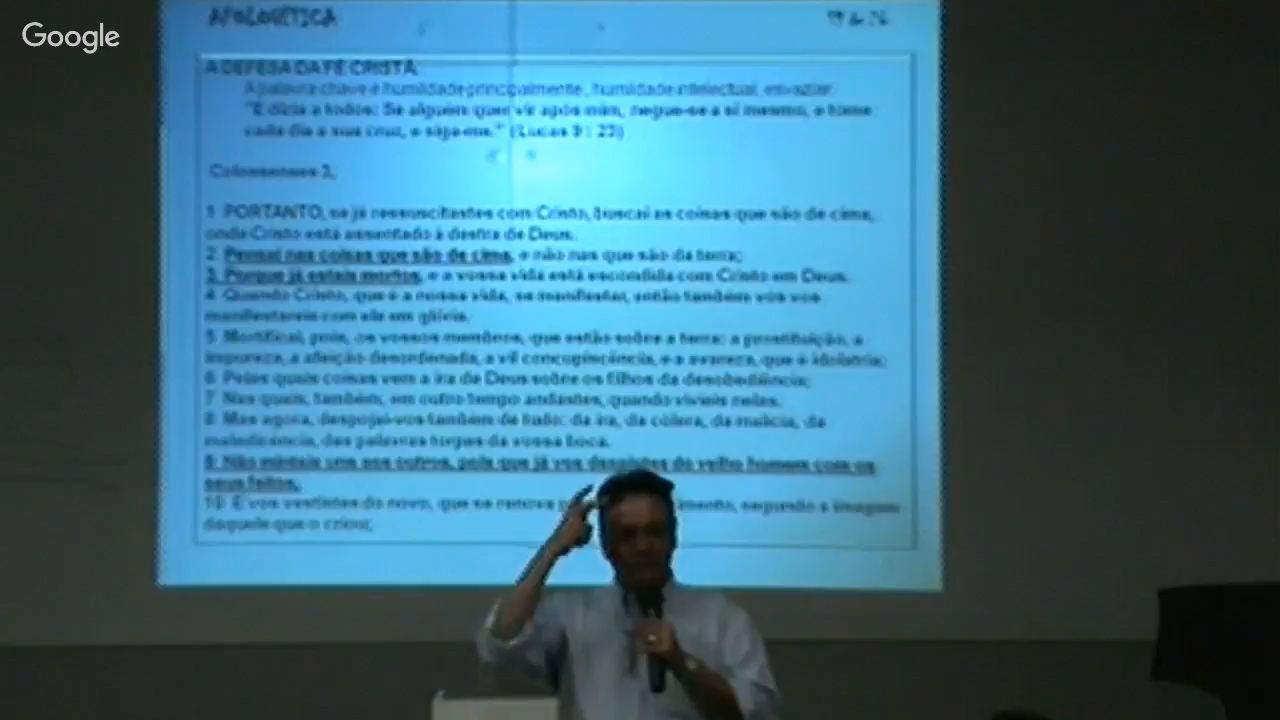 Google
APOLOGÉTICA
A DEFESA DA FÉ CRISTÃ
A palavra chave é humildade principalmente, humildade intelectual, esvaziar.
"E dizia a todos: Se alguém quer vir após mim, negue-se a si mesmo, e tome
cada dia a sua cruz, e siga-me." (Lucas 9 : 23)
Colossenses 3,
1 PORTANTO, se já ressuscitastes com Cristo, buscai as coisas que são de cima,
onde Cristo está assentado à destra de Deus.
2 Pensai nas coisas que são de cima, e não nas que são da terra;
3 Porque já estais mortos, e a vossa vida está escondida com Cristo em Deus.
4 Quando Cristo, que é a nossa vida, se manifestar, então também vós vos
manifestareis com ele em glória.
5 Mortificai, pois, os vossos membros, que estão sobre a terra: a prostituição, a
impureza, a afeição desordenada, a vil concupiscência, e a avareza, que é idolatria;
6 Pelas quais coisas vem a ira de Deus sobre os filhos da desobediência;
7 Nas quais, também, em outro tempo andastes, quando vivíeis nelas.
8 Mas agora, despojai-vos também de tudo: da ira, da cólera, da malícia, da
maledicência, das palavras torpes da vossa boca.
9 Não mintais uns aos outros, pois que já vos despistes do velho homem com os
seus feitos,
10 E vos vestistes do novo, que se renova segundo a imagem
daquele que o criou;